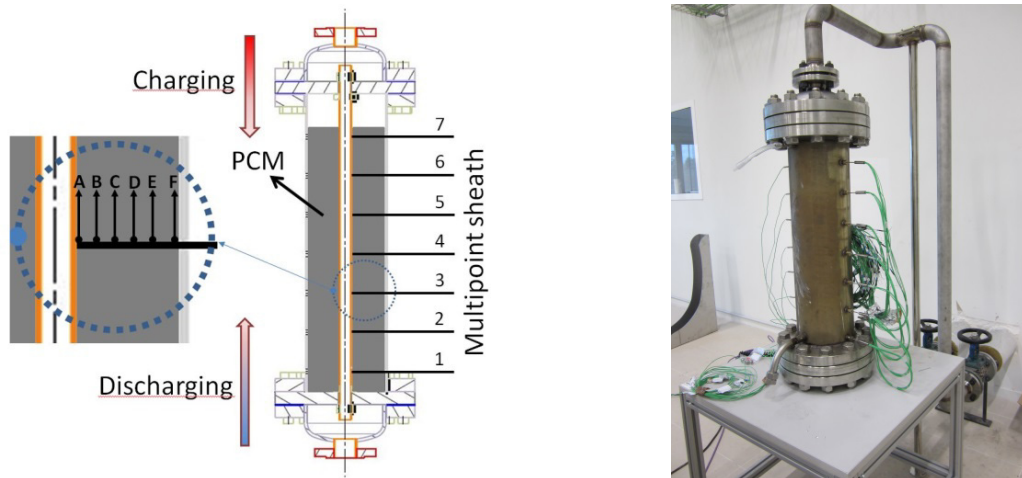 Charging
7
6
5
4
3
2
1
PCM
A B C D E F
Multipoint sheath
Discharging